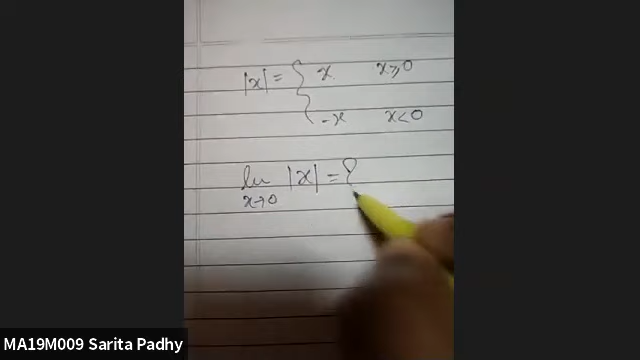 |x| = { x x≥0
-x x<0
lim |x| = ?
x→0
MA19M009 Sarita Padhy